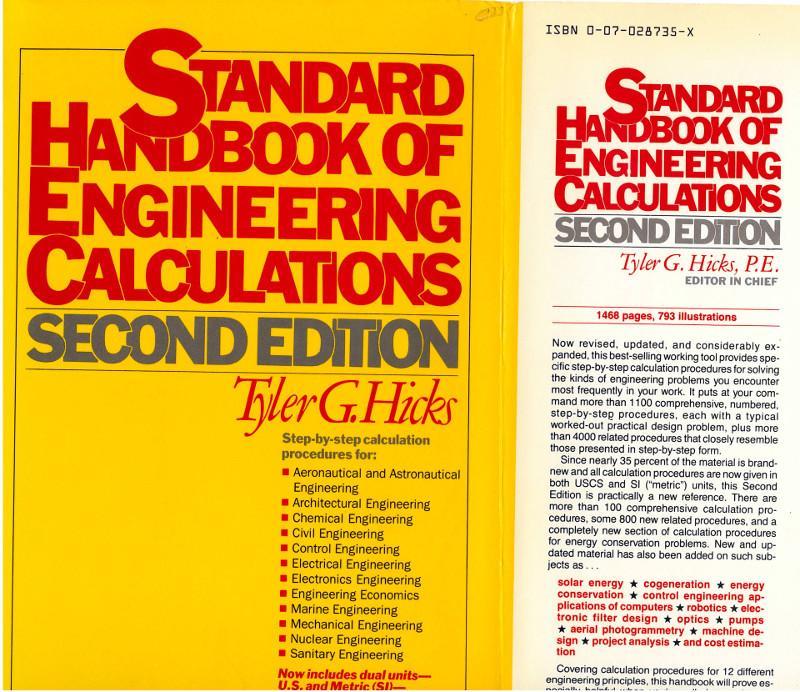 STANDARD
HANDBOOK OF
ENGINEERING
CALCULATIONS
SECOND EDITION
Tyler G. Hicks
Step-by-step calculation
procedures for:
■ Aeronautical and Astronautical
Engineering
■ Architectural Engineering
■ Chemical Engineering
■ Civil Engineering
■ Control Engineering
■ Electrical Engineering
■ Electronics Engineering
■ Engineering Economics
■ Marine Engineering
■ Mechanical Engineering
■ Nuclear Engineering
■ Sanitary Engineering
Now includes dual units—
U.S. and Metric (SI)—
ISBN 0-07-028735-X
STANDARD
HANDBOOK OF
ENGINEERING
CALCULATIONS
SECOND EDITION
Tyler G. Hicks, P.E.
EDITOR IN CHIEF
1468 pages, 793 illustrations
Now revised, updated, and considerably ex-
panded, this best-selling working tool provides spe-
cific step-by-step calculation procedures for solving
the kinds of engineering problems you encounter
most frequently in your work. It puts at your com-
mand more than 1100 comprehensive, numbered,
step-by-step procedures, each with a typical
worked-out practical design problem, plus more
than 4000 related procedures that closely resemble
those presented in step-by-step form.
Since nearly 35 percent of the material is brand-
new and all calculation procedures are now given in
both USCS and SI ("metric") units, this Second
Edition is practically a new reference. There are
more than 100 comprehensive calculation pro-
cedures, some 800 new related procedures, and a
completely new section of calculation procedures
for energy conservation problems. New and up-
dated material has also been added on such sub-
jects as . . .
solar energy ★ cogeneration ★ energy
conservation ★ control engineering ap-
plications of computers ★ robotics ★ elec-
tronic filter design ★ optics ★ pumps
★ aerial photogrammetry ★ machine de-
sign ★ project analysis ★ and cost estima-
tion
Covering calculation procedures for 12 different
engineering principles, this handbook will prove es-